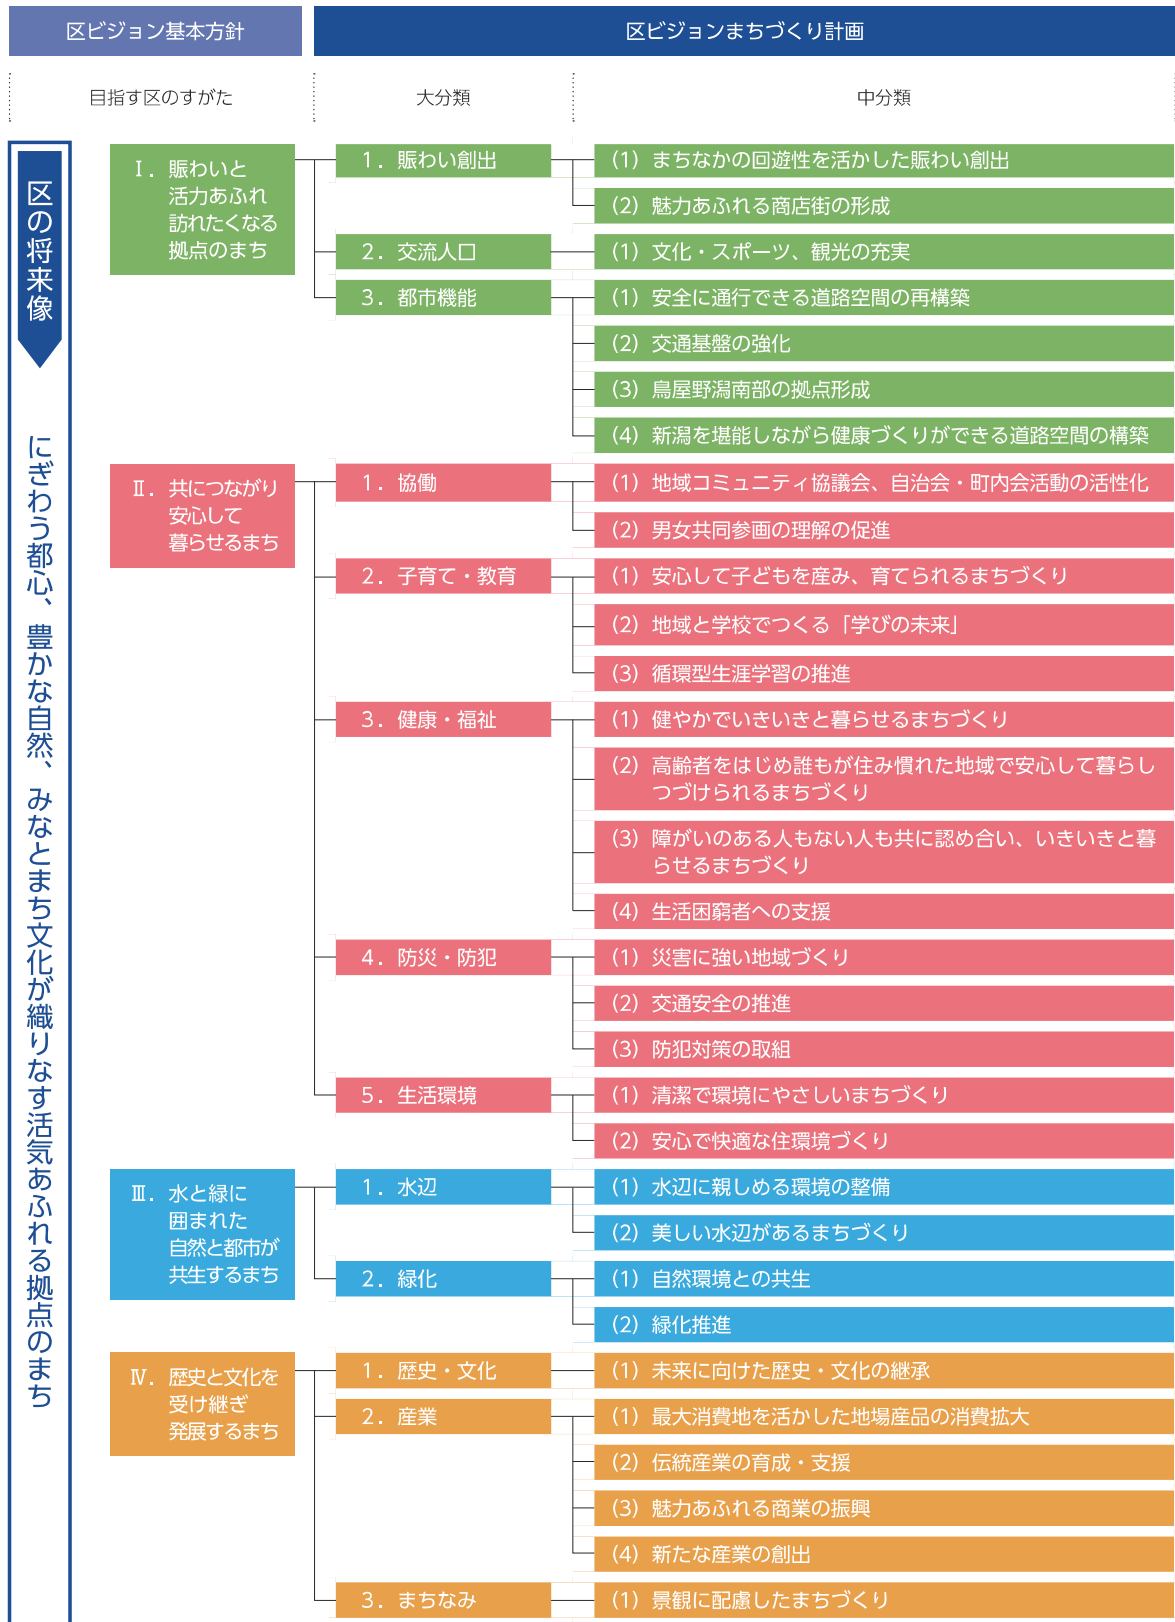 区ビジョン基本方針
区ビジョンまちづくり計画
目指す区のすがた
大分類
中分類
区の将来像
にぎわう都心、豊かな自然、みなとまち文化が織りなす活気あふれる拠点のまち
Ⅰ．賑わいと
活力あふれ
訪れたくなる
拠点のまち
1．賑わい創出
(1) まちなかの回遊性を活かした賑わい創出
(2) 魅力あふれる商店街の形成
2．交流人口
(1) 文化・スポーツ、観光の充実
3．都市機能
(1) 安全に通行できる道路空間の再構築
(2) 交通基盤の強化
(3) 鳥屋野潟南部の拠点形成
(4) 新潟を堪能しながら健康づくりができる道路空間の構築
Ⅱ．共につながり
安心して
暮らせるまち
1．協働
(1) 地域コミュニティ協議会、自治会・町内会活動の活性化
(2) 男女共同参画の理解の促進
2．子育て・教育
(1) 安心して子どもを産み、育てられるまちづくり
(2) 地域と学校でつくる「学びの未来」
(3) 循環型生涯学習の推進
3．健康・福祉
(1) 健やかでいきいきと暮らせるまちづくり
(2) 高齢者をはじめ誰もが住み慣れた地域で安心して暮らし
つづけられるまちづくり
(3) 障がいのある人もない人も共に認め合い、いきいきと暮
らせるまちづくり
(4) 生活困窮者への支援
4．防災・防犯
(1) 災害に強い地域づくり
(2) 交通安全の推進
(3) 防犯対策の取組
5．生活環境
(1) 清潔で環境にやさしいまちづくり
(2) 安心で快適な住環境づくり
Ⅲ．水と緑に
囲まれた
自然と都市が
共生するまち
1．水辺
(1) 水辺に親しめる環境の整備
(2) 美しい水辺があるまちづくり
2．緑化
(1) 自然環境との共生
(2) 緑化推進
Ⅳ．歴史と文化を
受け継ぎ
発展するまち
1．歴史・文化
(1) 未来に向けた歴史・文化の継承
2．産業
(1) 最大消費地を活かした地場産品の消費拡大
(2) 伝統産業の育成・支援
(3) 魅力あふれる商業の振興
(4) 新たな産業の創出
3．まちなみ
(1) 景観に配慮したまちづくり